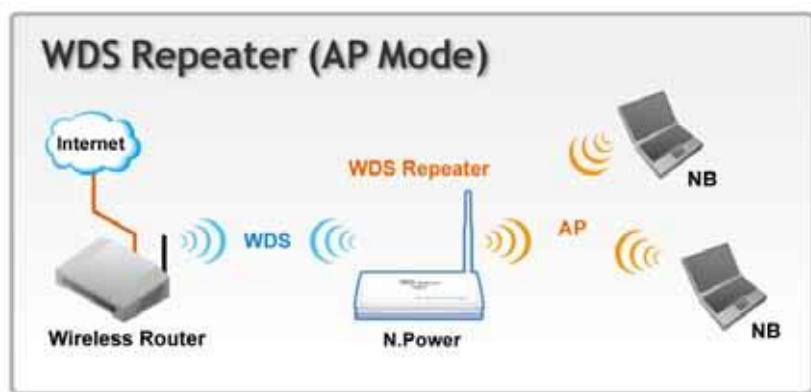 WDS Repeater (AP Mode)
Internet
WDS Repeater
NB
WDS
AP
Wireless Router
N.Power
NB